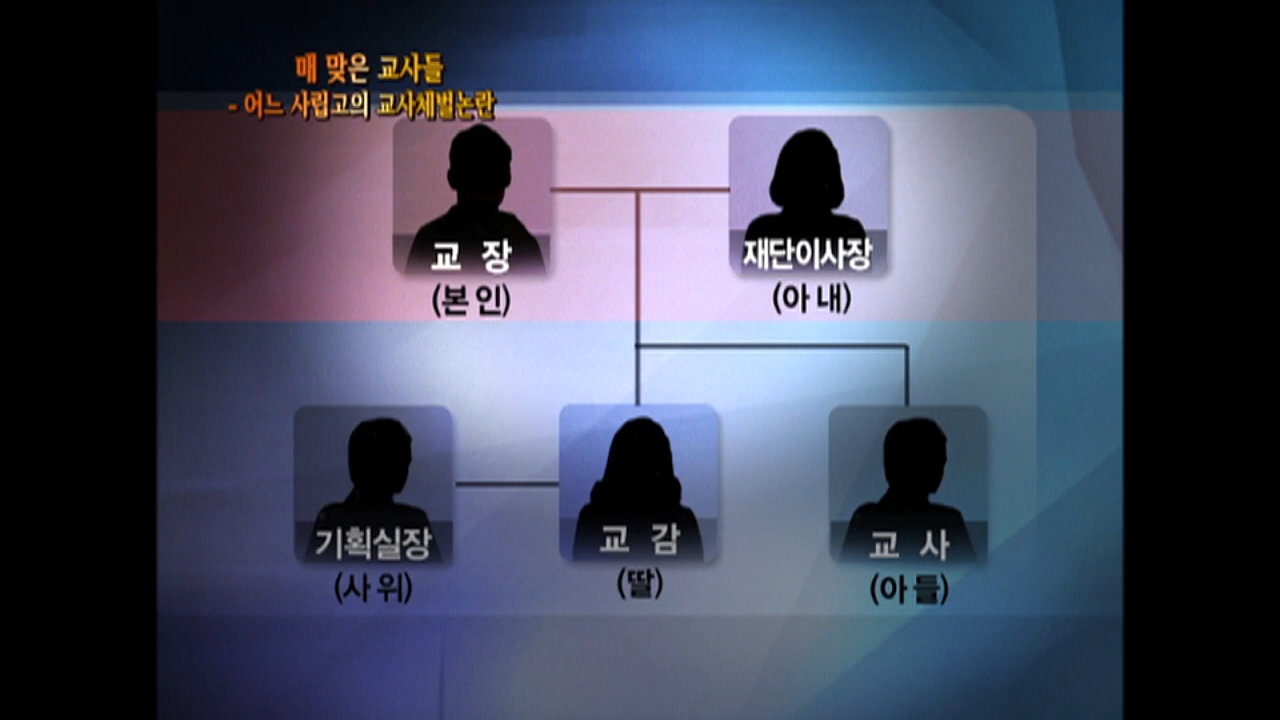 매 맞은 교사들
- 어느 사립고의 교사체벌논란
교 장
(본 인)
재단이사장
(아 내)
기획실장
(사 위)
교 감
(딸)
교 사
(아 들)